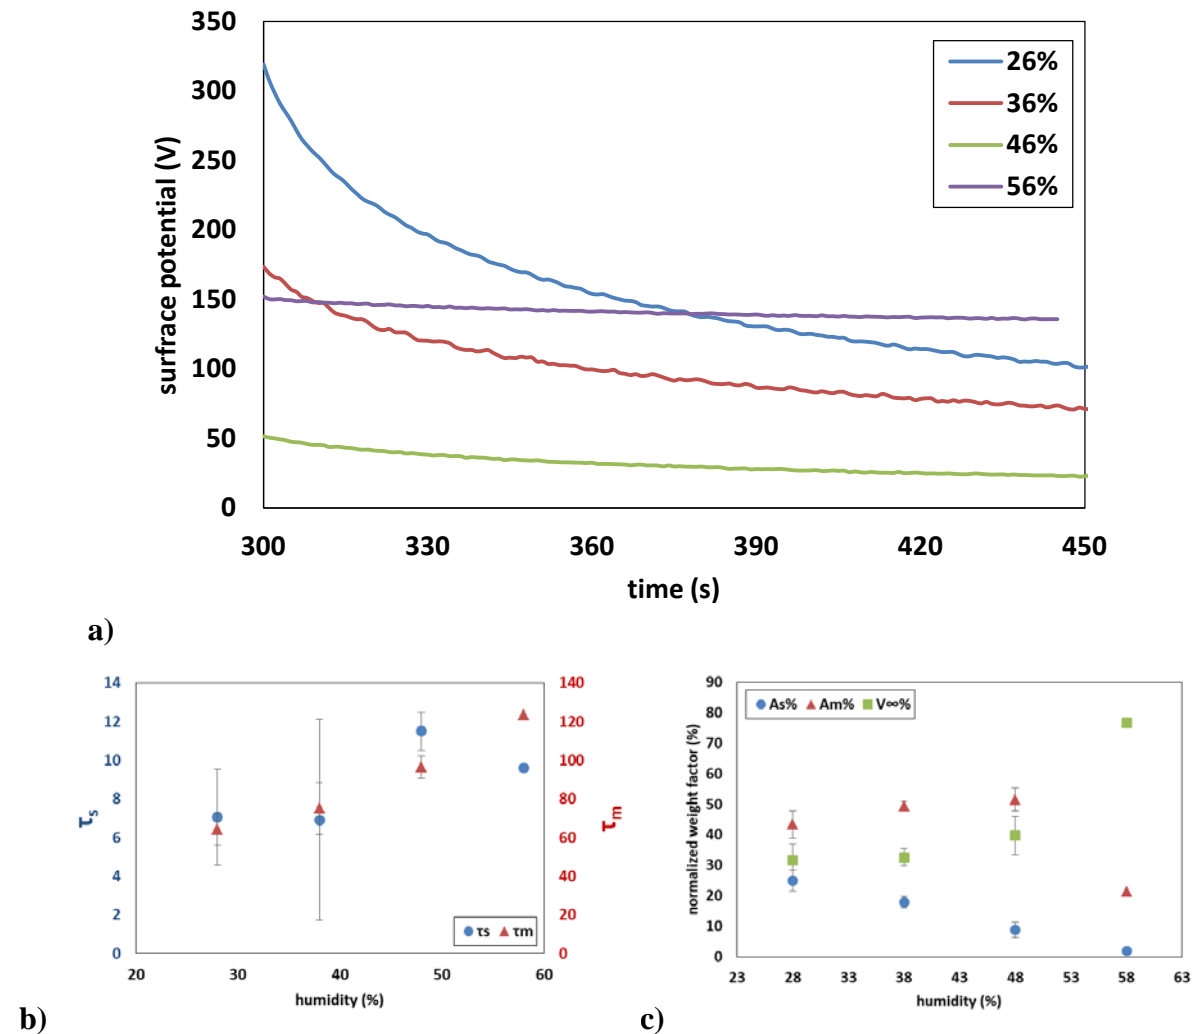 350
300
250
200
150
100
50
0
surfrace potential (V)
26%
36%
46%
56%
300 330 360 390 420 450
time (s)
a)
14
12
10
8
6
4
2
0
τs
140
120
100
80
60
40
20
0
τm
τs τm
20 30 40 50 60
humidity (%)
b)
90
80
70
60
50
40
30
20
10
0
normalized weight factor (%)
As% Am% V∞%
23 28 33 38 43 48 53 58 63
humidity (%)
c)